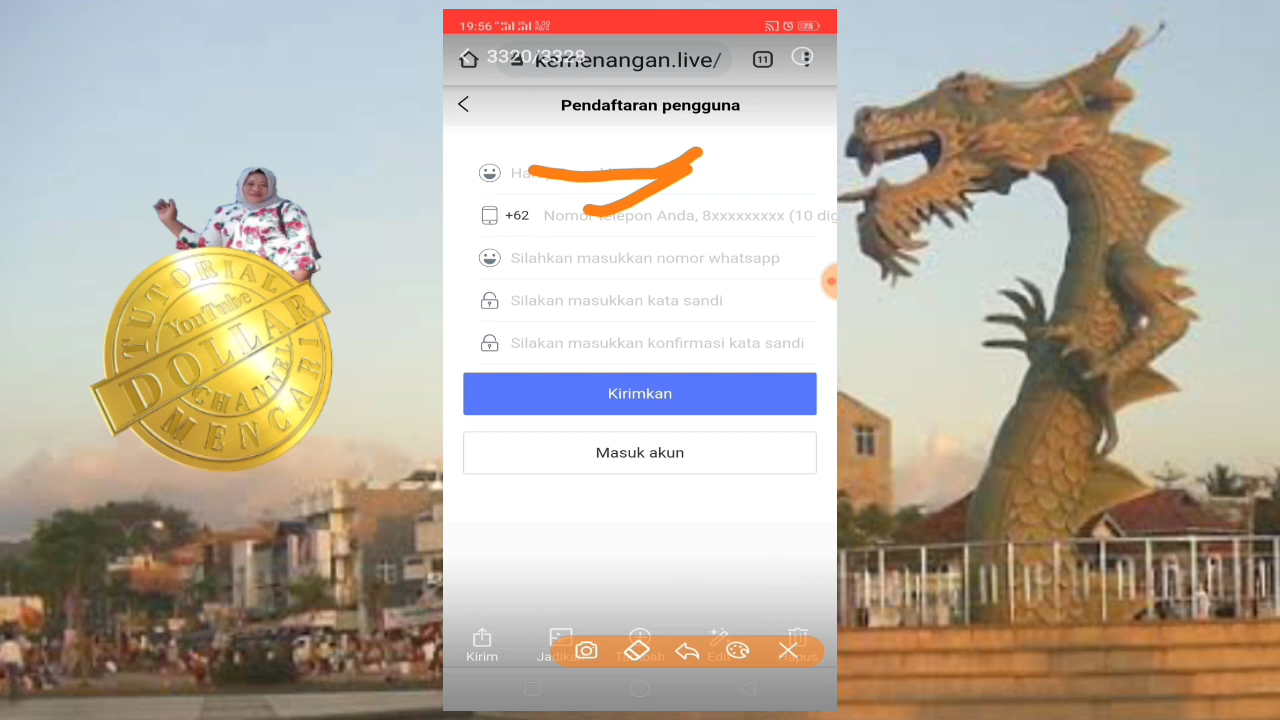 TUTORIAL
YouTube
DOLLAR
CHANNEL
MENCARI
19:56
75
3320/3328
kemenangan.live/
11
Pendaftaran pengguna
+62 Nomor telepon Anda, 8xxxxxxxxx (10 dig
Silahkan masukkan nomor whatsapp
Silakan masukkan kata sandi
Silakan masukkan konfirmasi kata sandi
Kirimkan
Masuk akun
Kirim
Hapus